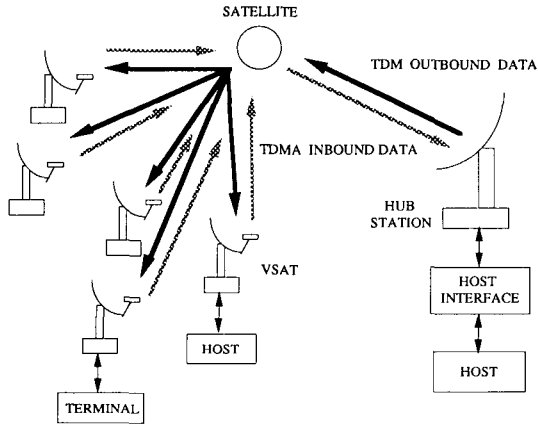 SATELLITE
TDM OUTBOUND DATA
TDMA INBOUND DATA
HUB
STATION
VSAT
HOST
INTERFACE
HOST
HOST
TERMINAL